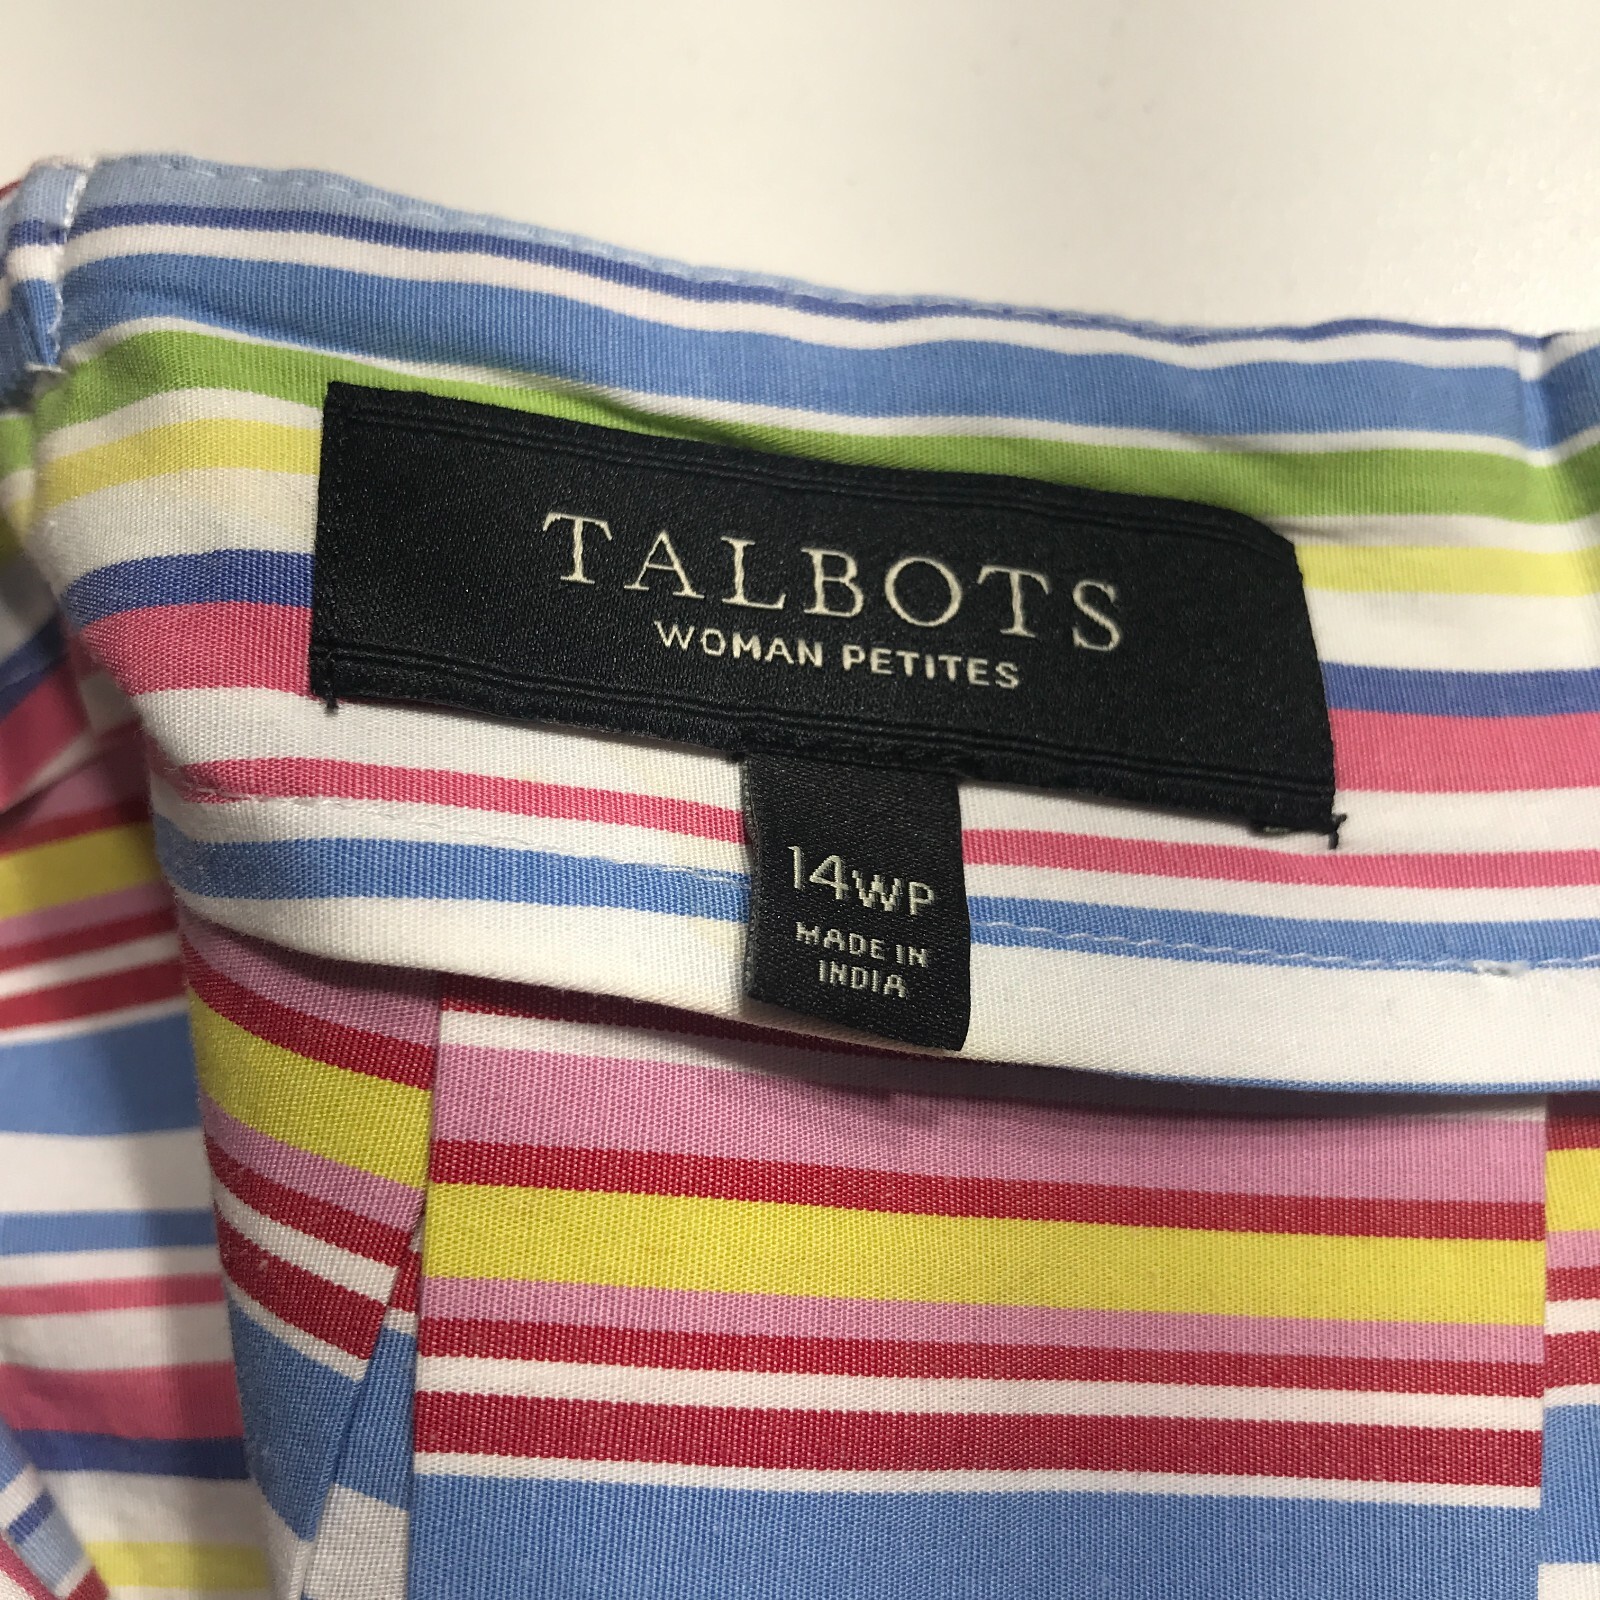 TALBOTS
WOMAN PETITES
14WP
MADE IN
INDIA